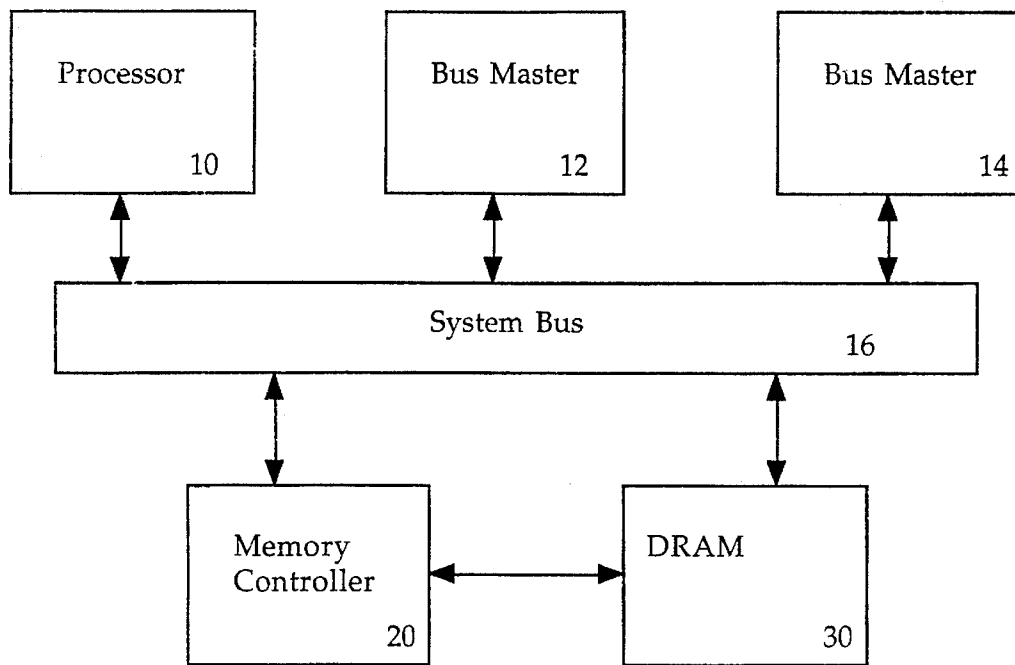 Processor
10
Bus Master
12
Bus Master
14
System Bus
16
Memory
Controller
20
DRAM
30